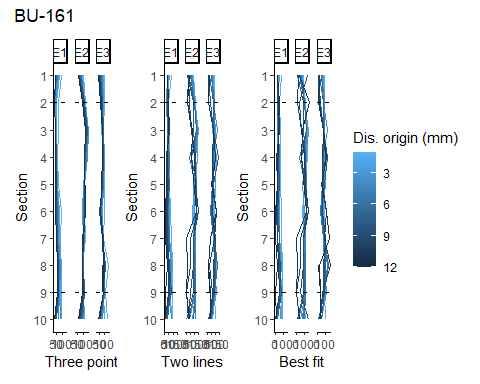 BU-161
E1 E2 E3 E1 E2 E3 E1 E2 E3
1 1 1
2 2 2
3 3 3
4 4 4
5 5 5
6 6 6
7 7 7
8 8 8
9 9 9
10 10 10
Section Section Section
Three point Two lines Best fit
Dis. origin (mm)
3
6
9
12